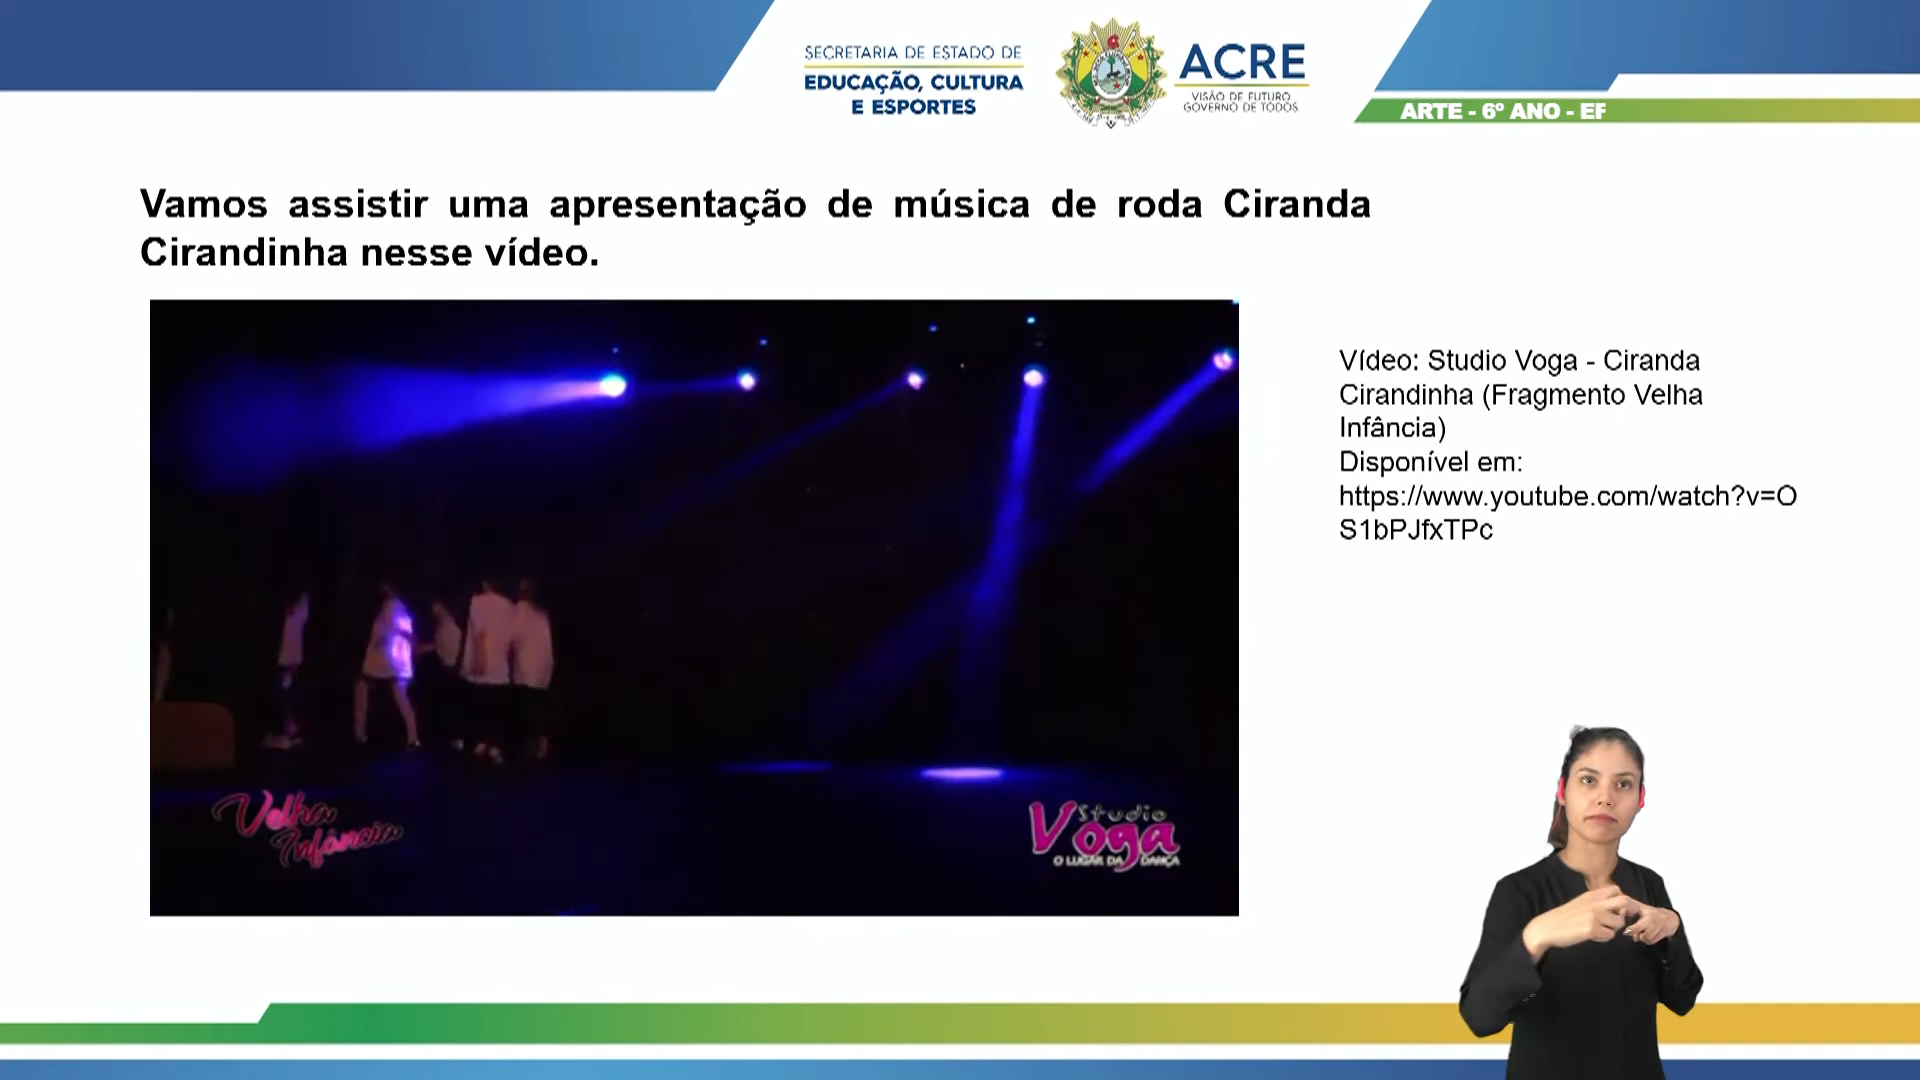 SECRETARIA DE ESTADO DE
EDUCAÇÃO, CULTURA
E ESPORTES
ACRE
VISÃO DE FUTURO
GOVERNO DE TODOS
ARTE - 6º ANO - EF
Vamos assistir uma apresentação de música de roda Ciranda
Cirandinha nesse vídeo.
Vídeo: Studio Voga - Ciranda
Cirandinha (Fragmento Velha
Infância)
Disponível em:
https://www.youtube.com/watch?v=O
S1bPJfxTPc
Velha
Infância
Studio
Voga
O LUGAR DA DANÇA